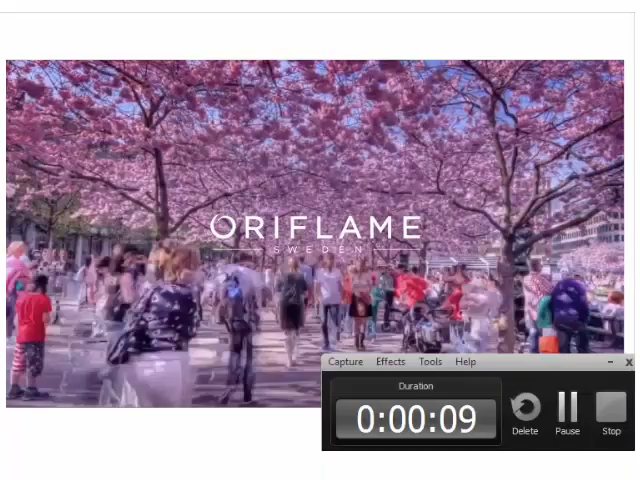 ORIFLAME
SWEDEN
Capture Effects Tools Help
Duration
0:00:09
Delete Pause Stop